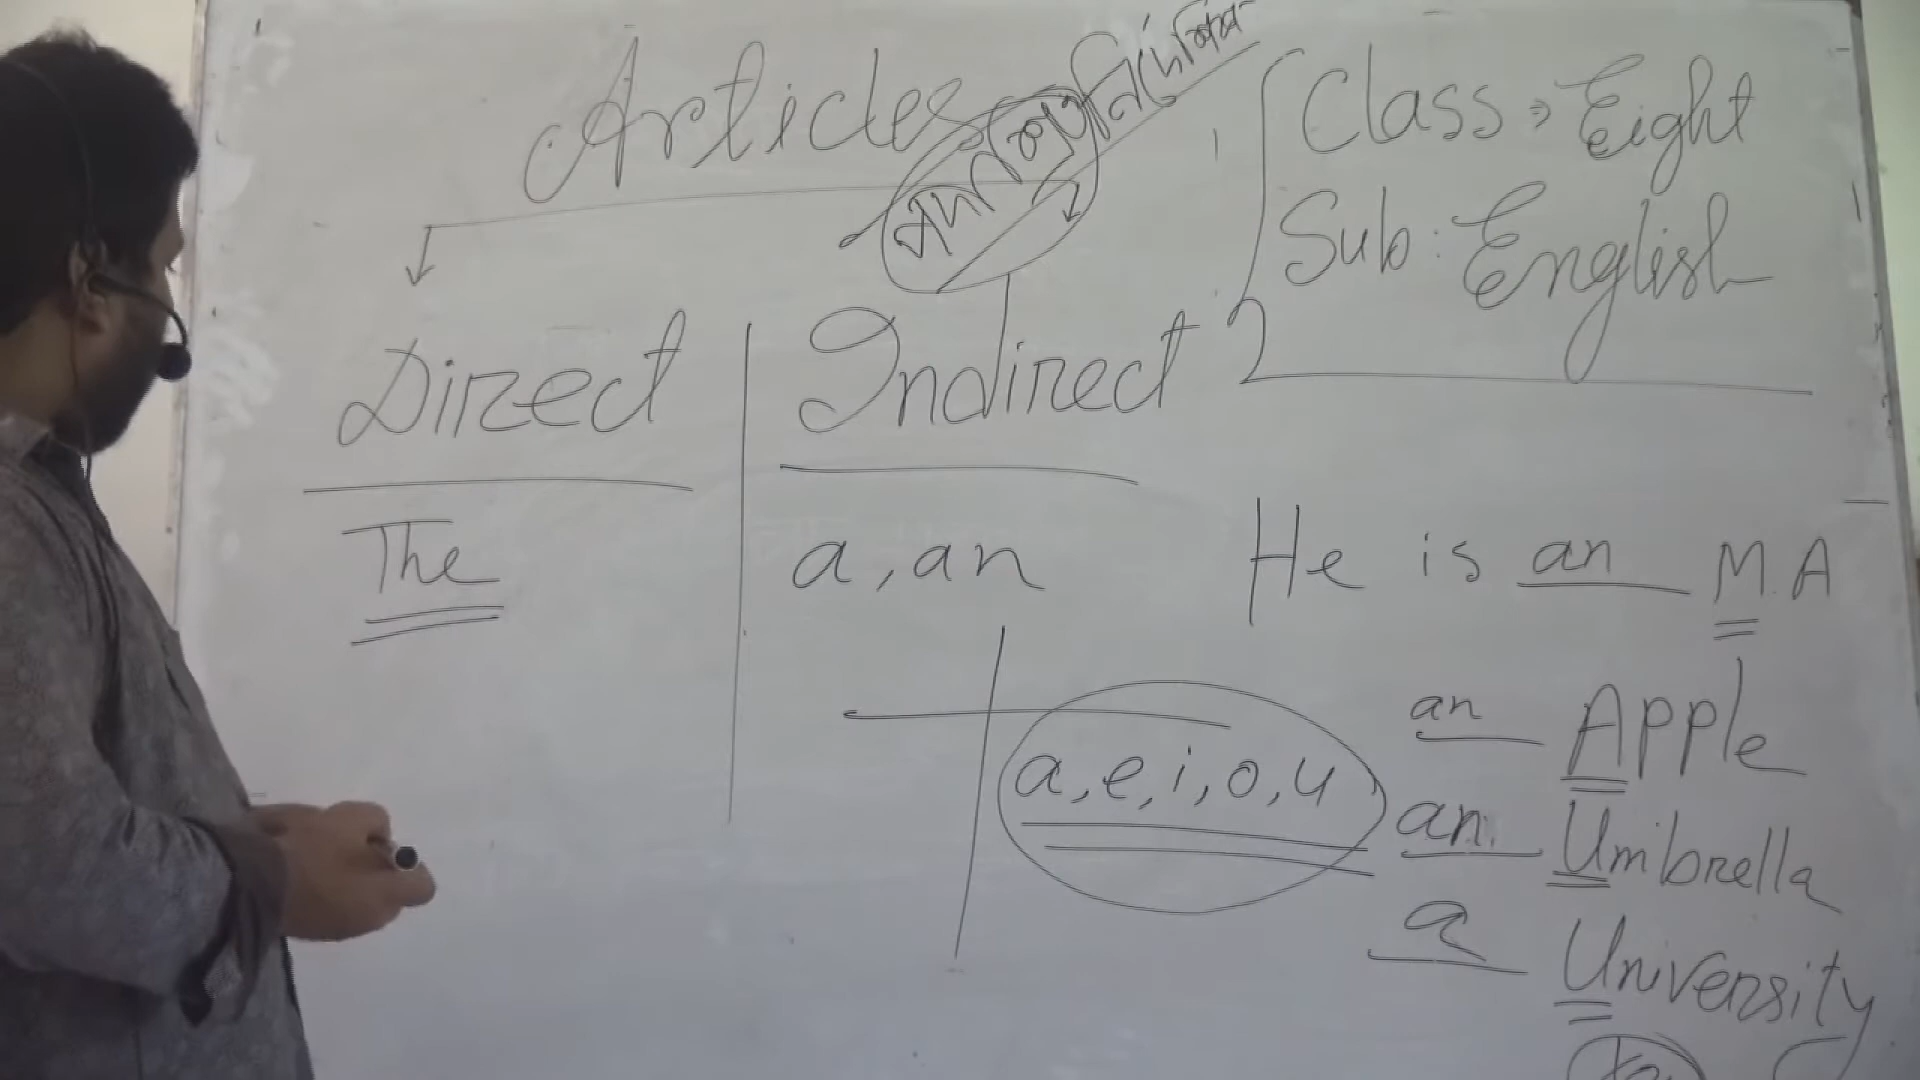 Articles
Class: Eight
Sub: English
Direct
Indirect
The
a, an
a, e, i, o, u
He is an M.A
an Apple
an Umbrella
a University